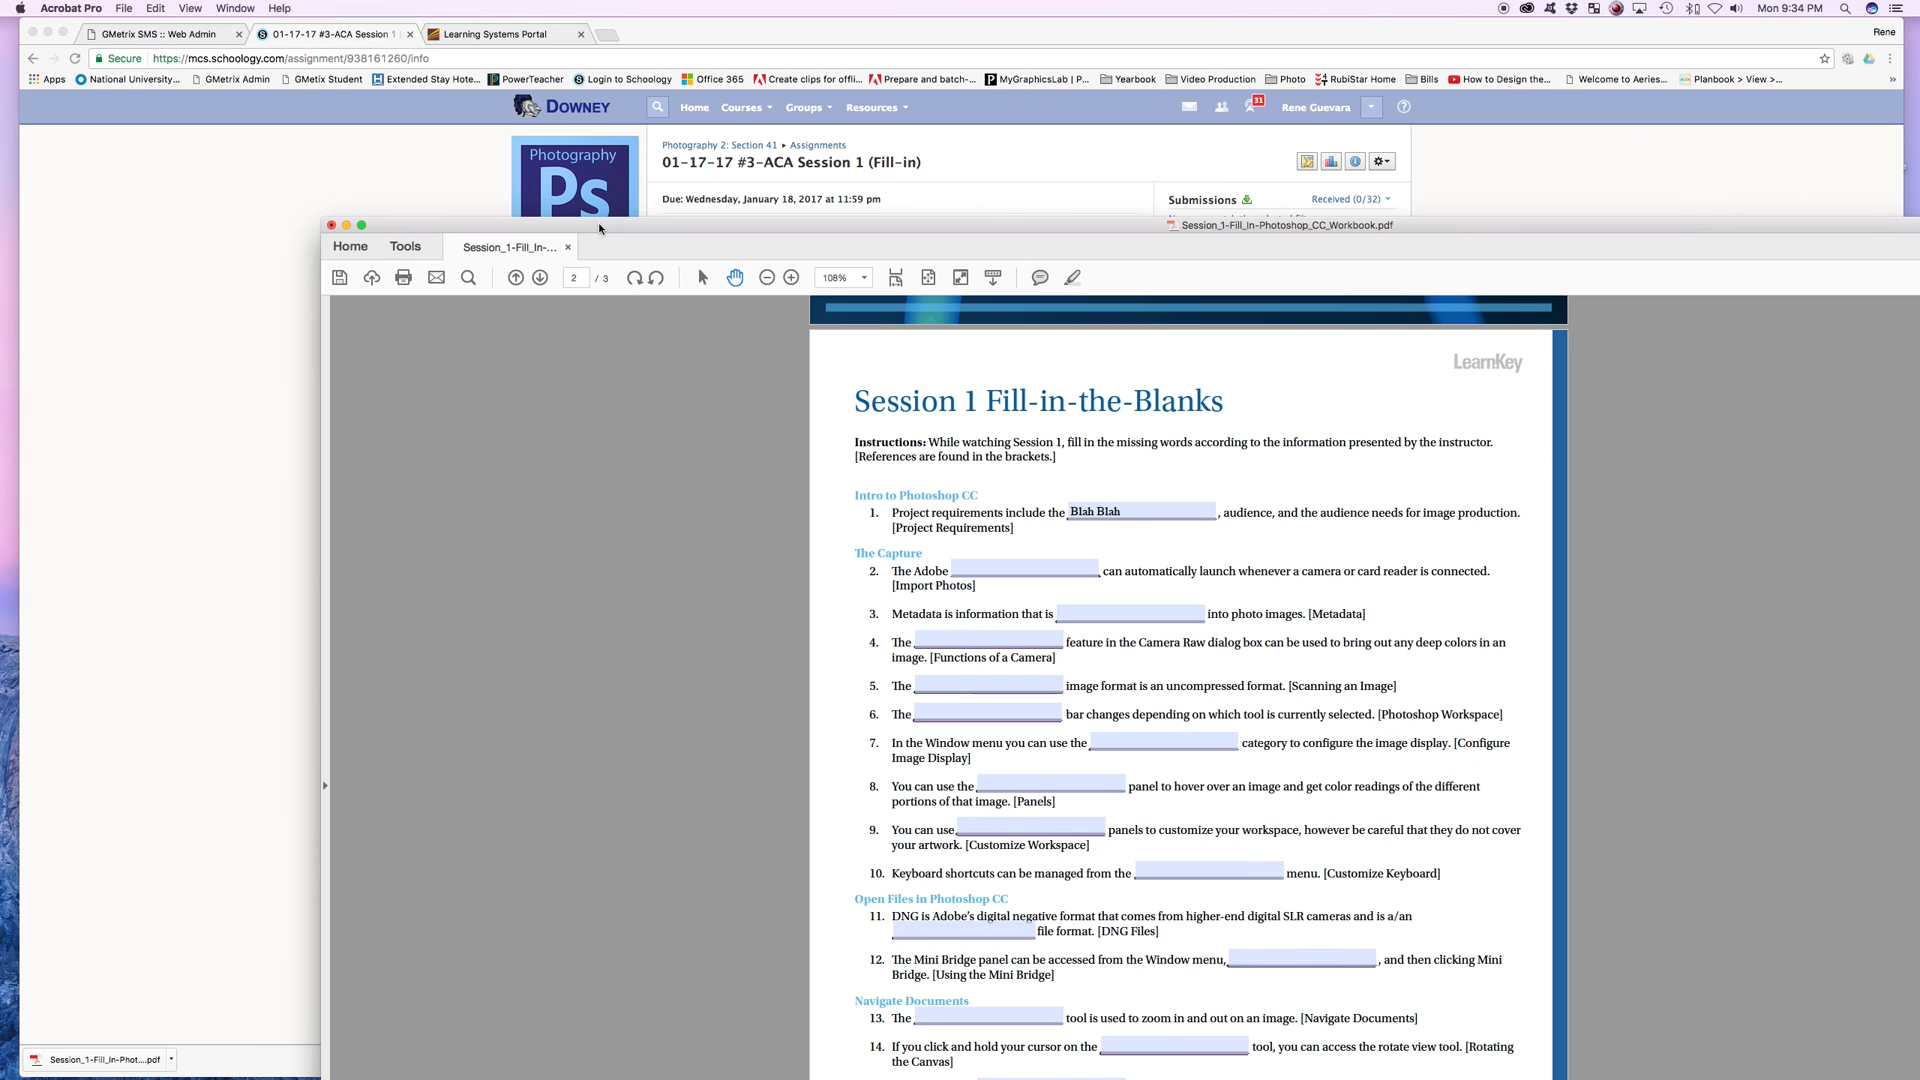 Acrobat Pro File Edit View Window Help Mon 9:34 PM
GMetrix SMS :: Web Admin 01-17-17 #3-ACA Session 1 Learning Systems Portal Rene
Secure https://mcs.schoology.com/assignment/938161260/info
Apps National University... GMetrix Admin GMetix Student Extended Stay Hote... PowerTeacher Login to Schoology Office 365 Create clips for offli... Prepare and batch-... MyGraphicsLab | P... Yearbook Video Production Photo RubiStar Home Bills How to Design the... Welcome to Aeries... Planbook > View >... »
DOWNEY Home Courses Groups Resources 31 Rene Guevara
Photography 2: Section 41 ▸ Assignments
01-17-17 #3-ACA Session 1 (Fill-in)
Photography
Ps
Due: Wednesday, January 18, 2017 at 11:59 pm
Submissions Received (0/32)
Session_1-Fill_In-Photoshop_CC_Workbook.pdf
Home Tools Session_1-Fill_In-... ×
2 / 3 108%
LearnKey
Session 1 Fill-in-the-Blanks
Instructions: While watching Session 1, fill in the missing words according to the information presented by the instructor.
[References are found in the brackets.]
Intro to Photoshop CC
1. Project requirements include the Blah Blah , audience, and the audience needs for image production.
[Project Requirements]
The Capture
2. The Adobe can automatically launch whenever a camera or card reader is connected.
[Import Photos]
3. Metadata is information that is into photo images. [Metadata]
4. The feature in the Camera Raw dialog box can be used to bring out any deep colors in an
image. [Functions of a Camera]
5. The image format is an uncompressed format. [Scanning an Image]
6. The bar changes depending on which tool is currently selected. [Photoshop Workspace]
7. In the Window menu you can use the category to configure the image display. [Configure
Image Display]
8. You can use the panel to hover over an image and get color readings of the different
portions of that image. [Panels]
9. You can use panels to customize your workspace, however be careful that they do not cover
your artwork. [Customize Workspace]
10. Keyboard shortcuts can be managed from the menu. [Customize Keyboard]
Open Files in Photoshop CC
11. DNG is Adobe's digital negative format that comes from higher-end digital SLR cameras and is a/an
file format. [DNG Files]
12. The Mini Bridge panel can be accessed from the Window menu, , and then clicking Mini
Bridge. [Using the Mini Bridge]
Navigate Documents
13. The tool is used to zoom in and out on an image. [Navigate Documents]
14. If you click and hold your cursor on the tool, you can access the rotate view tool. [Rotating
the Canvas]
Session_1-Fill_In-Phot....pdf